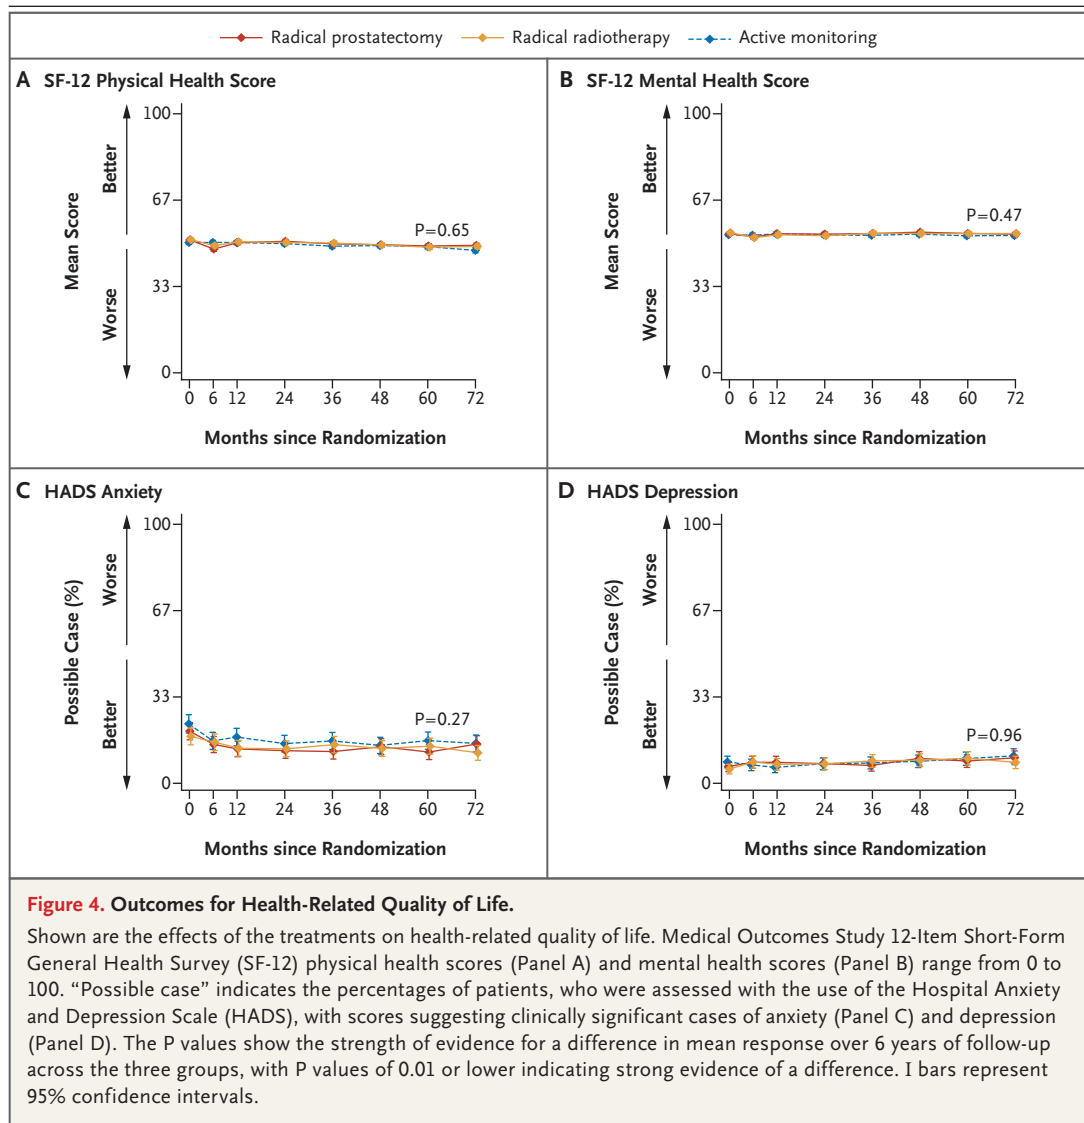 Radical prostatectomy Radical radiotherapy Active monitoring
A SF-12 Physical Health Score
100
67
33
0
Better
Worse
Mean Score
P=0.65
0 6 12 24 36 48 60 72
Months since Randomization
B SF-12 Mental Health Score
100
67
33
0
Better
Worse
Mean Score
P=0.47
0 6 12 24 36 48 60 72
Months since Randomization
C HADS Anxiety
100
67
33
0
Worse
Better
Possible Case (%)
P=0.27
0 6 12 24 36 48 60 72
Months since Randomization
D HADS Depression
100
67
33
0
Worse
Better
Possible Case (%)
P=0.96
0 6 12 24 36 48 60 72
Months since Randomization
Figure 4. Outcomes for Health-Related Quality of Life.
Shown are the effects of the treatments on health-related quality of life. Medical Outcomes Study 12-Item Short-Form
General Health Survey (SF-12) physical health scores (Panel A) and mental health scores (Panel B) range from 0 to
100. “Possible case” indicates the percentages of patients, who were assessed with the use of the Hospital Anxiety
and Depression Scale (HADS), with scores suggesting clinically significant cases of anxiety (Panel C) and depression
(Panel D). The P values show the strength of evidence for a difference in mean response over 6 years of follow-up
across the three groups, with P values of 0.01 or lower indicating strong evidence of a difference. I bars represent
95% confidence intervals.